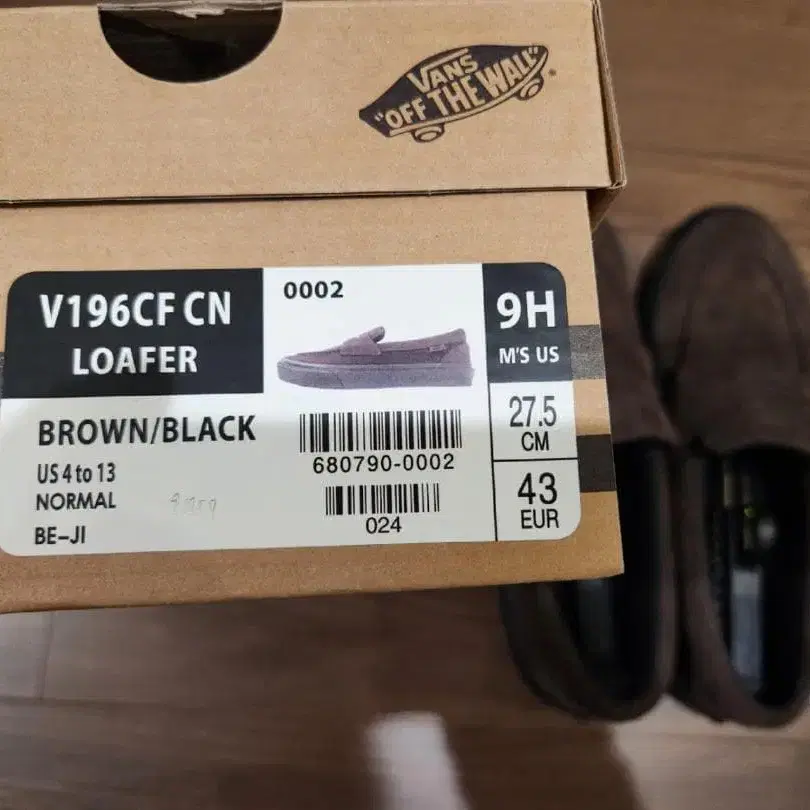 VANS
"OFF THE WALL"
V196CF CN
LOAFER
0002
9H
M'S US
BROWN/BLACK
US 4 to 13
NORMAL
BE-JI
680790-0002
024
27.5
CM
43
EUR